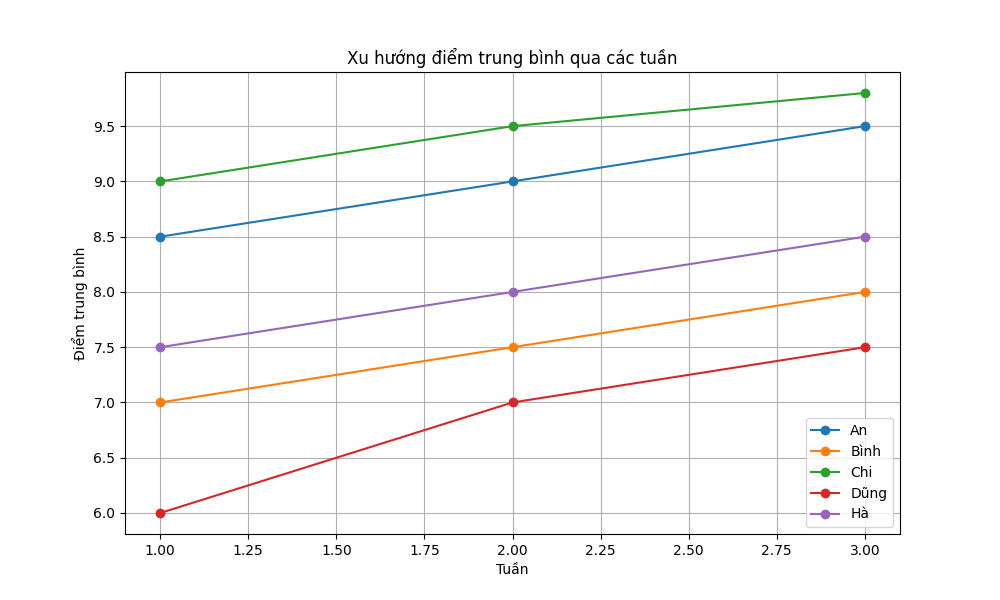 Xu hướng điểm trung bình qua các tuần
Điểm trung bình
9.5
9.0
8.5
8.0
7.5
7.0
6.5
6.0
An
Bình
Chi
Dũng
Hà
1.00 1.25 1.50 1.75 2.00 2.25 2.50 2.75 3.00
Tuần